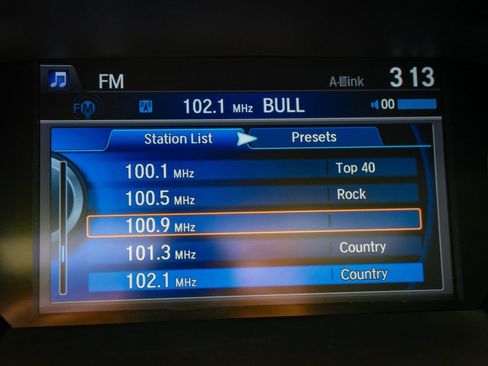 FM A-Link 3 13
FM 102.1 MHz BULL 00
Station List Presets
100.1 MHz Top 40
100.5 MHz Rock
100.9 MHz
101.3 MHz Country
102.1 MHz Country